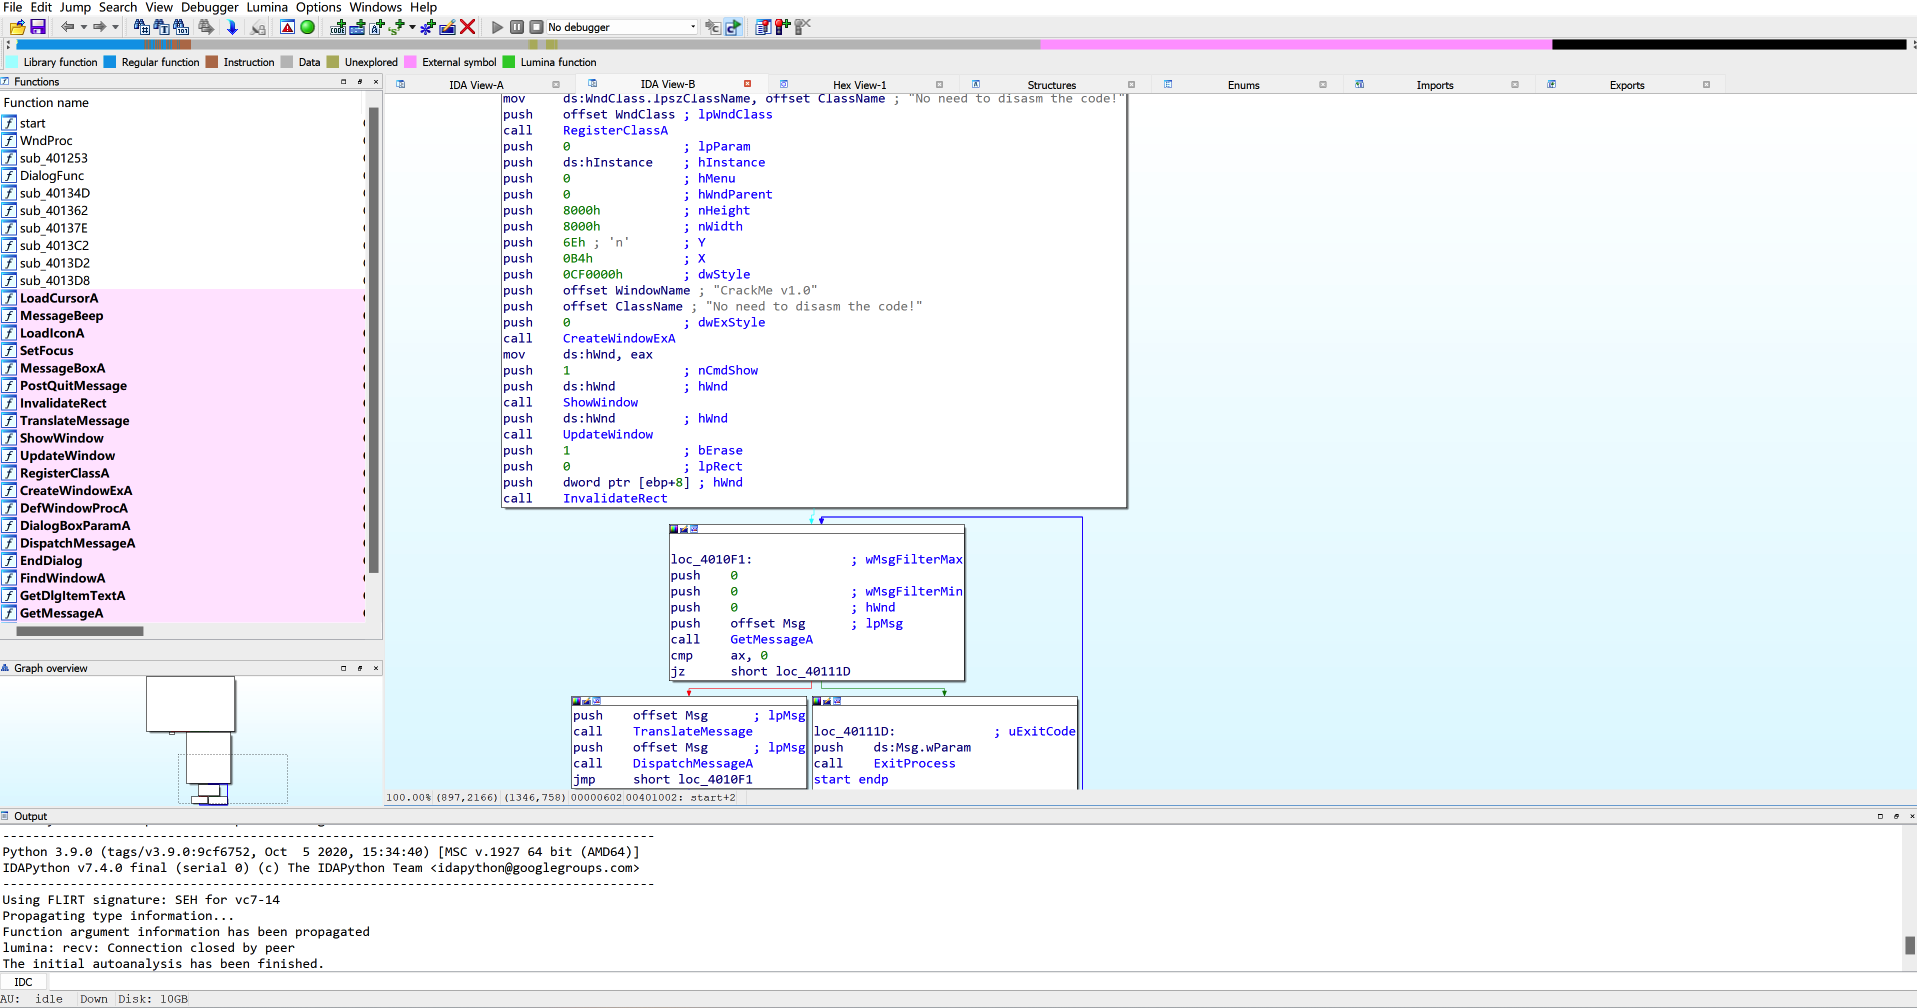 File Edit Jump Search View Debugger Lumina Options Windows Help
No debugger
Library function Regular function Instruction Data Unexplored External symbol Lumina function
Functions
IDA View-A IDA View-B Hex View-1 Structures Enums Imports Exports
Function name
start
WndProc
sub_401253
DialogFunc
sub_40134D
sub_401362
sub_40137E
sub_4013C2
sub_4013D2
sub_4013D8
LoadCursorA
MessageBeep
LoadIconA
SetFocus
MessageBoxA
PostQuitMessage
InvalidateRect
TranslateMessage
ShowWindow
UpdateWindow
RegisterClassA
CreateWindowExA
DefWindowProcA
DialogBoxParamA
DispatchMessageA
EndDialog
FindWindowA
GetDlgItemTextA
GetMessageA
mov ds:WndClass.lpszClassName, offset ClassName ; "No need to disasm the code!"
push offset WndClass ; lpWndClass
call RegisterClassA
push 0 ; lpParam
push ds:hInstance ; hInstance
push 0 ; hMenu
push 0 ; hWndParent
push 8000h ; nHeight
push 8000h ; nWidth
push 6Eh ; 'n' ; Y
push 0B4h ; X
push 0CF0000h ; dwStyle
push offset WindowName ; "CrackMe v1.0"
push offset ClassName ; "No need to disasm the code!"
push 0 ; dwExStyle
call CreateWindowExA
mov ds:hWnd, eax
push 1 ; nCmdShow
push ds:hWnd ; hWnd
call ShowWindow
push ds:hWnd ; hWnd
call UpdateWindow
push 1 ; bErase
push 0 ; lpRect
push dword ptr [ebp+8] ; hWnd
call InvalidateRect
loc_4010F1: ; wMsgFilterMax
push 0
push 0 ; wMsgFilterMin
push 0 ; hWnd
push offset Msg ; lpMsg
call GetMessageA
cmp ax, 0
jz short loc_40111D
push offset Msg ; lpMsg
call TranslateMessage
push offset Msg ; lpMsg
call DispatchMessageA
jmp short loc_4010F1
loc_40111D: ; uExitCode
push ds:Msg.wParam
call ExitProcess
start endp
Graph overview
100.00% (897,2166) (1346,758) 00000602 00401002: start+2
Output
---------------------------------------------------------------------------------------
Python 3.9.0 (tags/v3.9.0:9cf6752, Oct  5 2020, 15:34:40) [MSC v.1927 64 bit (AMD64)]
IDAPython v7.4.0 final (serial 0) (c) The IDAPython Team <idapython@googlegroups.com>
---------------------------------------------------------------------------------------
Using FLIRT signature: SEH for vc7-14
Propagating type information...
Function argument information has been propagated
lumina: recv: Connection closed by peer
The initial autoanalysis has been finished.
IDC
AU: idle Down Disk: 10GB